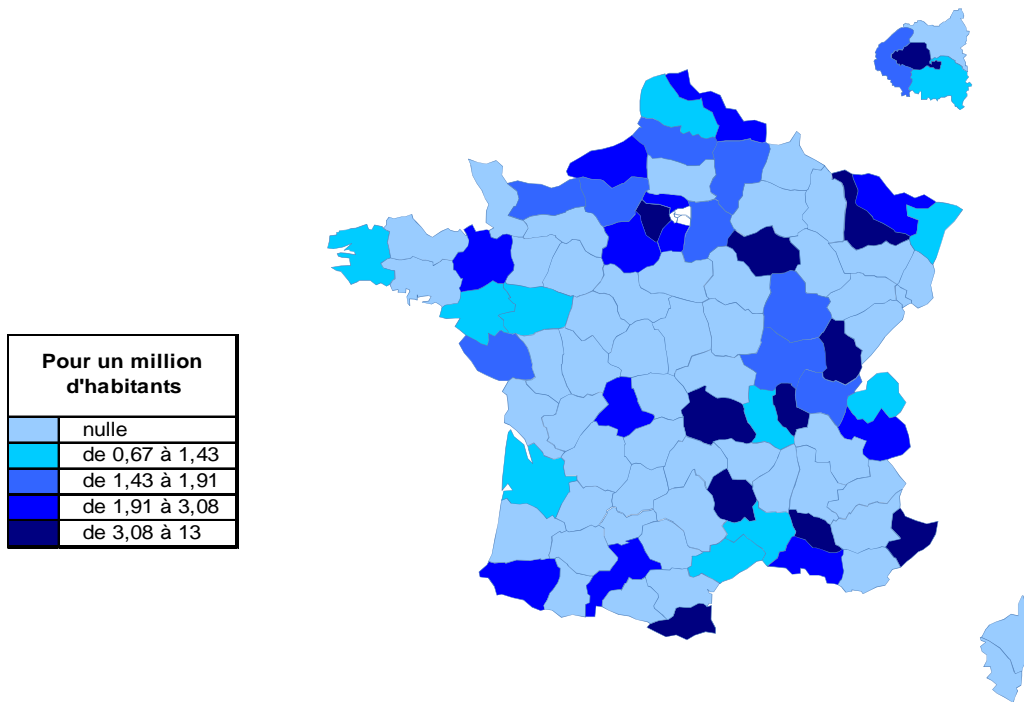 Pour un million
d'habitants
nulle
de 0,67 à 1,43
de 1,43 à 1,91
de 1,91 à 3,08
de 3,08 à 13